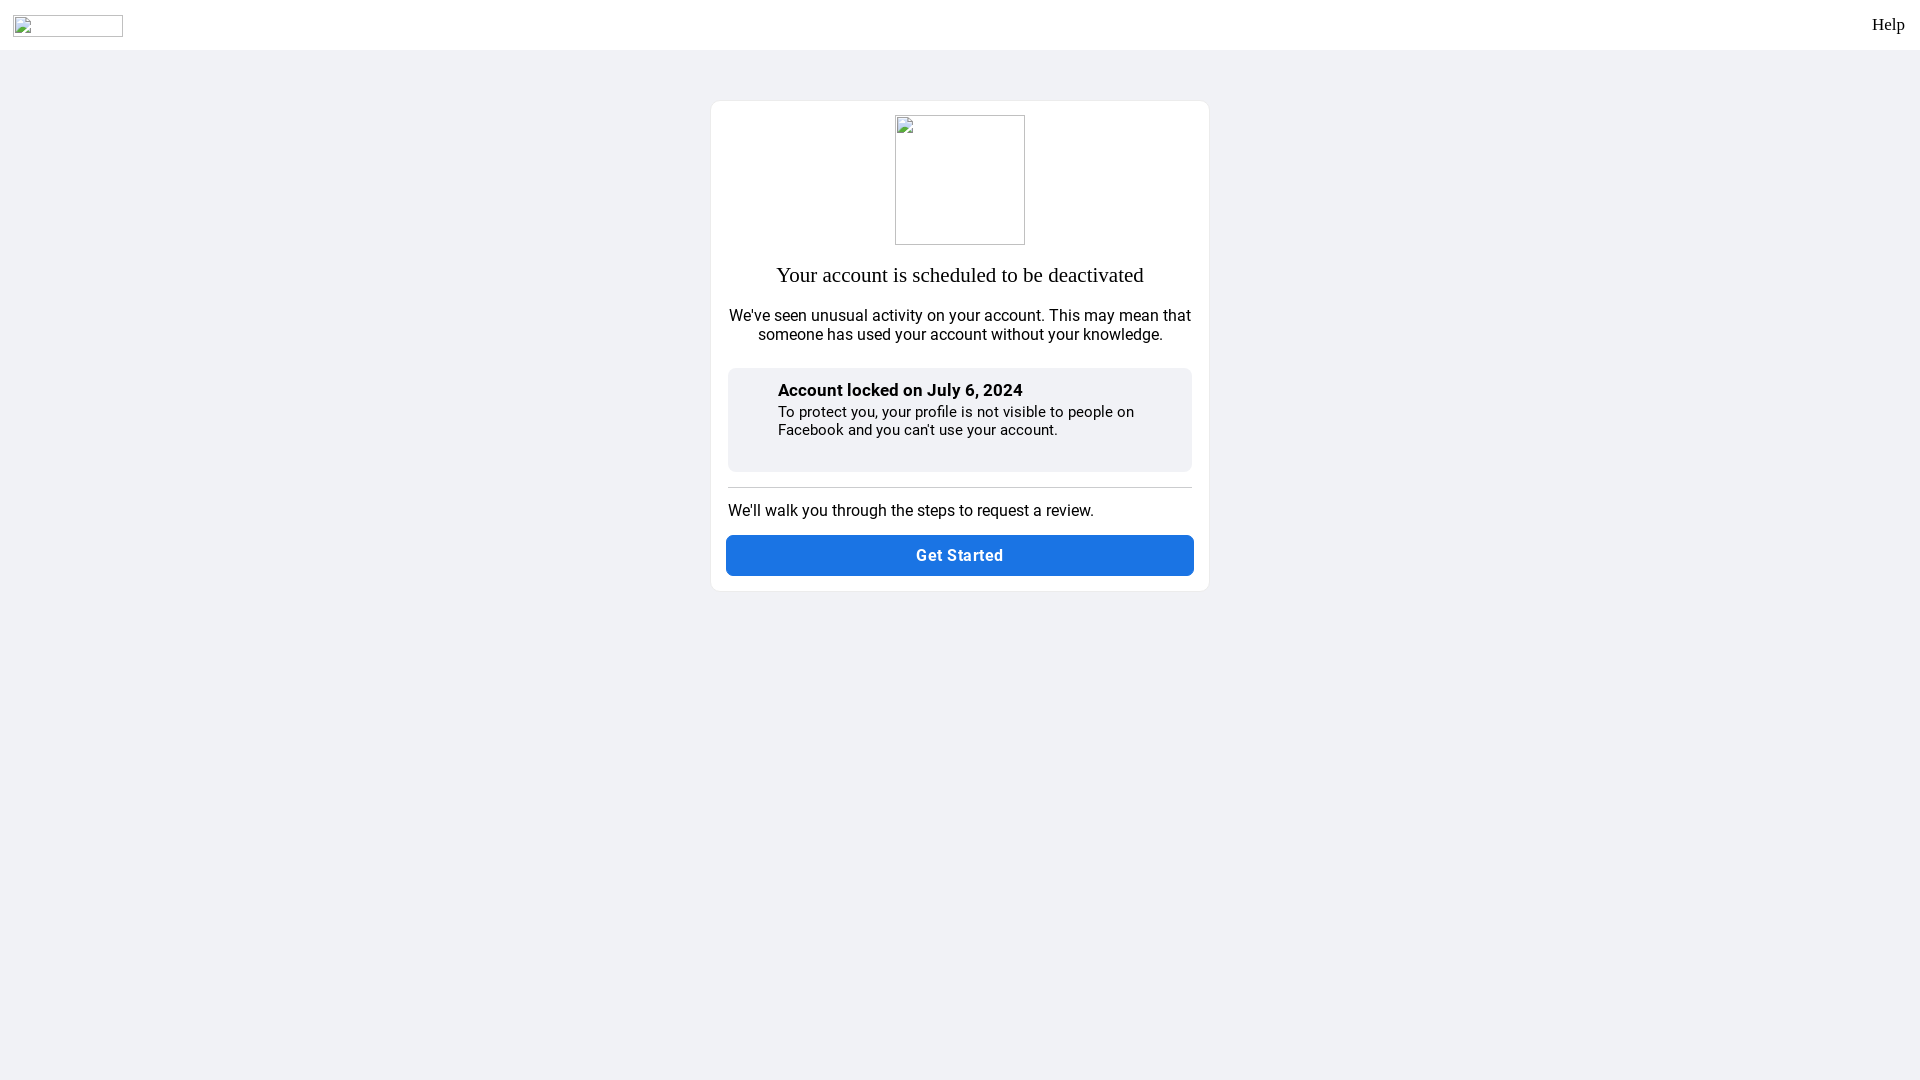 Help
Your account is scheduled to be deactivated
We've seen unusual activity on your account. This may mean that
someone has used your account without your knowledge.
Account locked on July 6, 2024
To protect you, your profile is not visible to people on
Facebook and you can't use your account.
We'll walk you through the steps to request a review.
Get Started